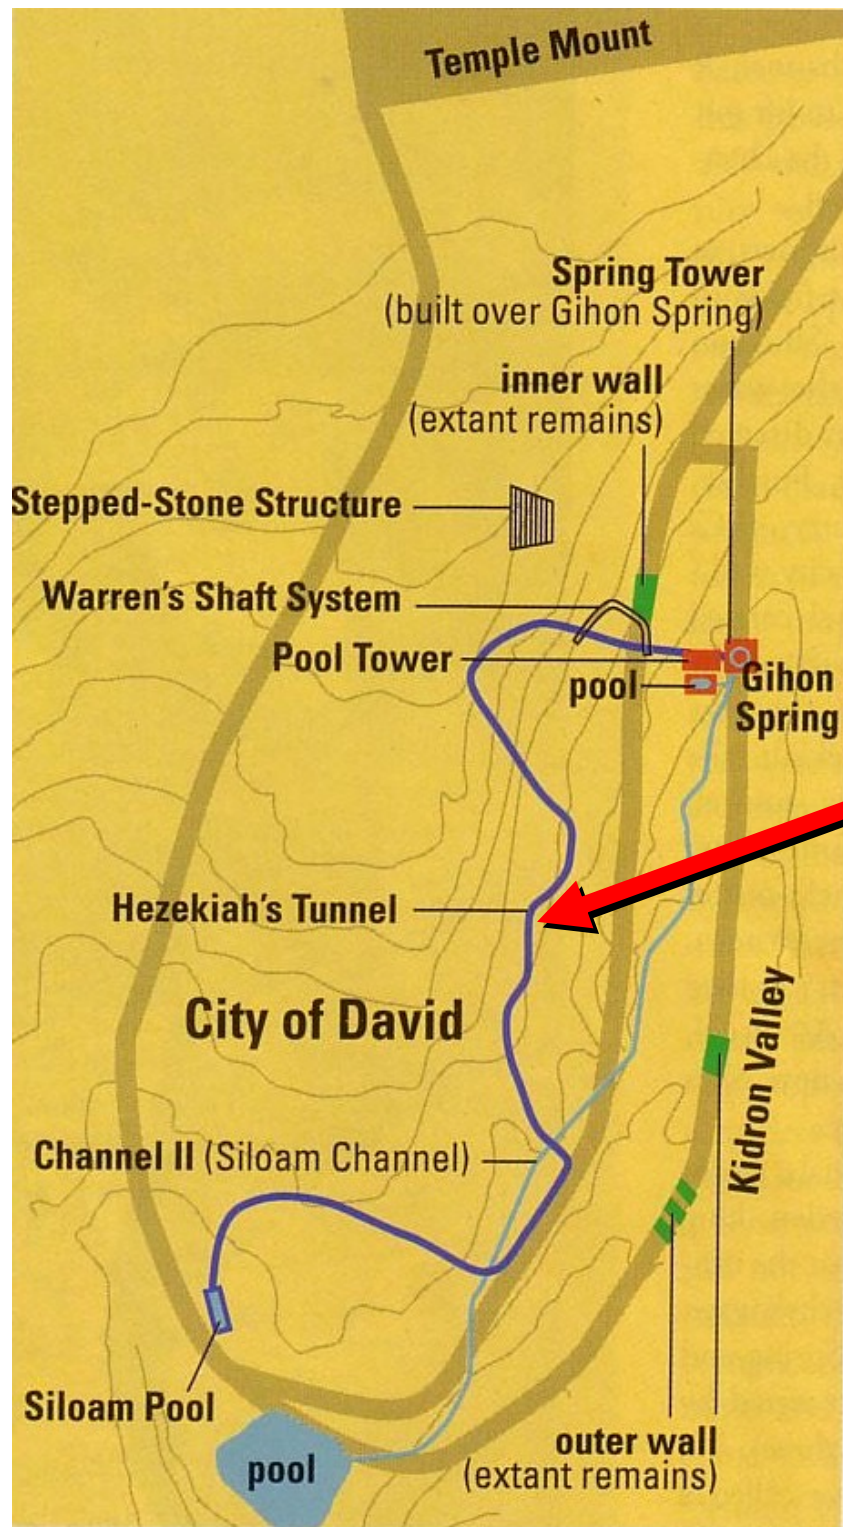 Temple Mount
Spring Tower
(built over Gihon Spring)
inner wall
(extant remains)
Stepped-Stone Structure
Warren's Shaft System
Pool Tower
pool
Gihon
Spring
Hezekiah's Tunnel
City of David
Kidron Valley
Channel II (Siloam Channel)
Siloam Pool
outer wall
(extant remains)
pool